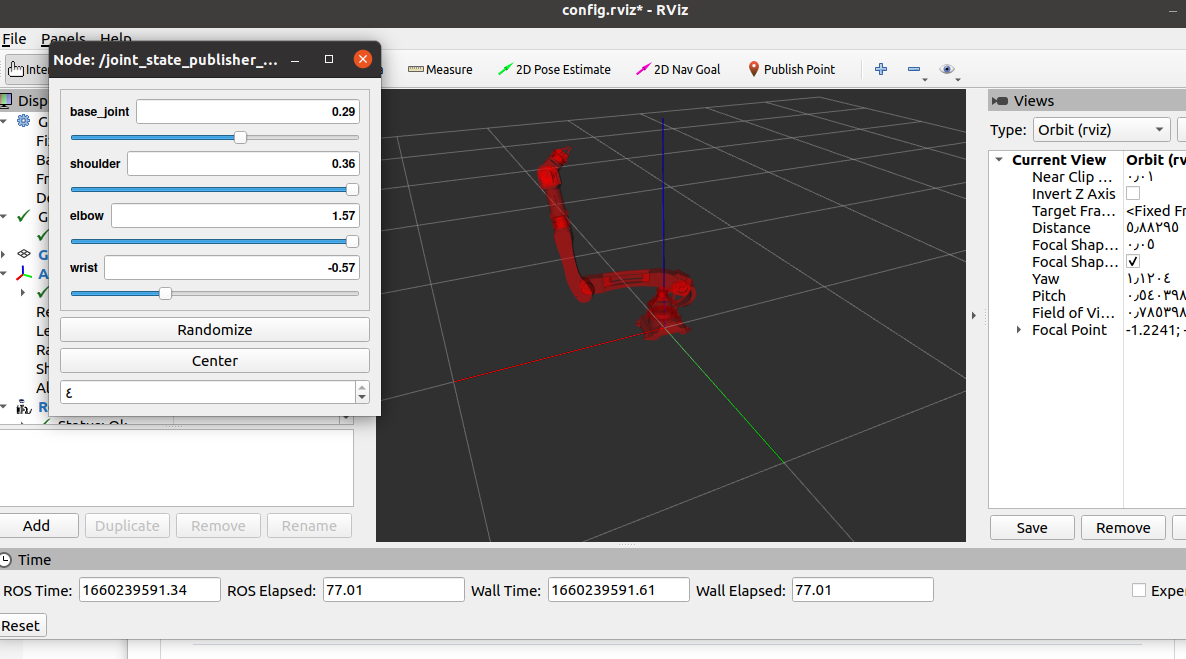 config.rviz* - RViz
File Panels Help
Node: /joint_state_publisher_...
Inter
Measure
2D Pose Estimate
2D Nav Goal
Publish Point
base_joint 0.29
shoulder 0.36
elbow 1.57
wrist -0.57
Randomize
Center
٤
Disp
G
Fi
Ba
Fr
De
G
G
A
Re
Le
Ra
Sh
Al
R
Status: Ok
Add
Duplicate
Remove
Rename
Views
Type: Orbit (rviz)
Current View Orbit (rv
Near Clip ... ٠٫٠١
Invert Z Axis
Target Fra... <Fixed Fr
Distance ٥٫٨٨٢٩٥
Focal Shap... ٠٫٠٥
Focal Shap... ✓
Yaw ١٫١٢٠٤
Pitch ٠٫٥٤٠٣٩٨
Field of Vi... ٠٫٧٨٥٣٩٨
Focal Point -1.2241; -
Save
Remove
Time
ROS Time: 1660239591.34 ROS Elapsed: 77.01 Wall Time: 1660239591.61 Wall Elapsed: 77.01 Expe
Reset